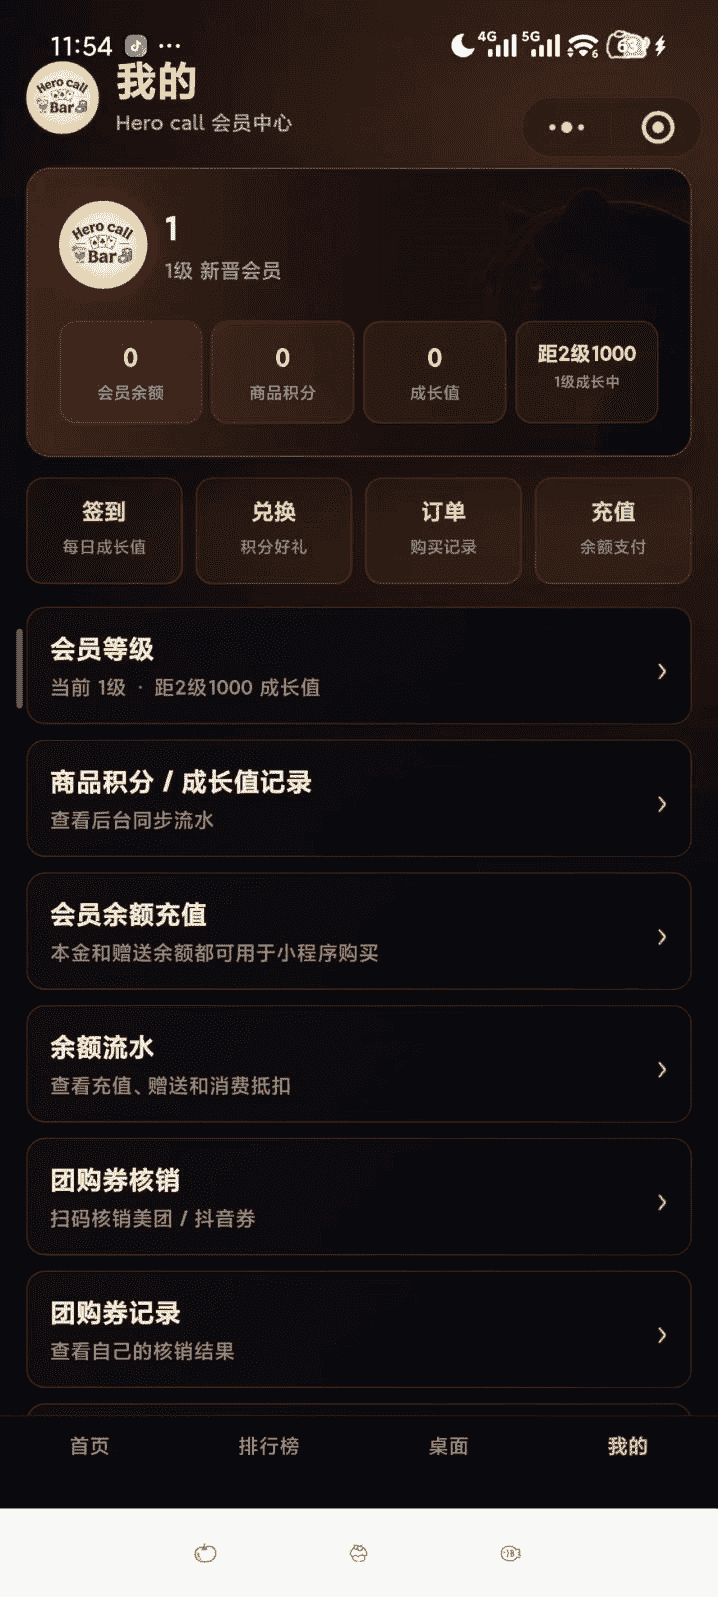 11:54
4G 5G 6 63
Hero call
Bar
我的
Hero call 会员中心
Hero call
Bar
1
1级 新晋会员
0 0 0 距2级1000
会员余额 商品积分 成长值 1级成长中
签到 兑换 订单 充值
每日成长值 积分好礼 购买记录 余额支付
会员等级
当前 1级 · 距2级1000 成长值
商品积分 / 成长值记录
查看后台同步流水
会员余额充值
本金和赠送余额都可用于小程序购买
余额流水
查看充值、赠送和消费抵扣
团购券核销
扫码核销美团 / 抖音券
团购券记录
查看自己的核销结果
首页 排行榜 桌面 我的